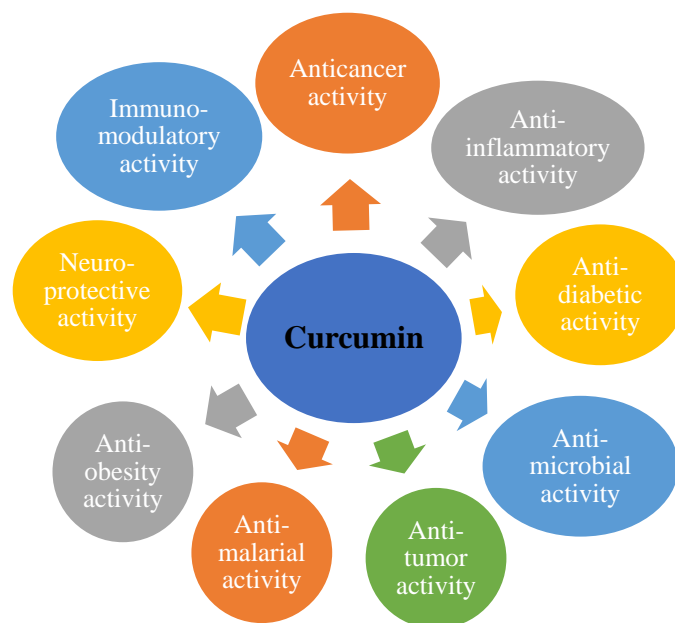 Anticancer
activity
Anti-
inflammatory
activity
Anti-
diabetic
activity
Anti-
microbial
activity
Anti-
tumor
activity
Anti-
malarial
activity
Anti-
obesity
activity
Neuro-
protective
activity
Immuno-
modulatory
activity
Curcumin